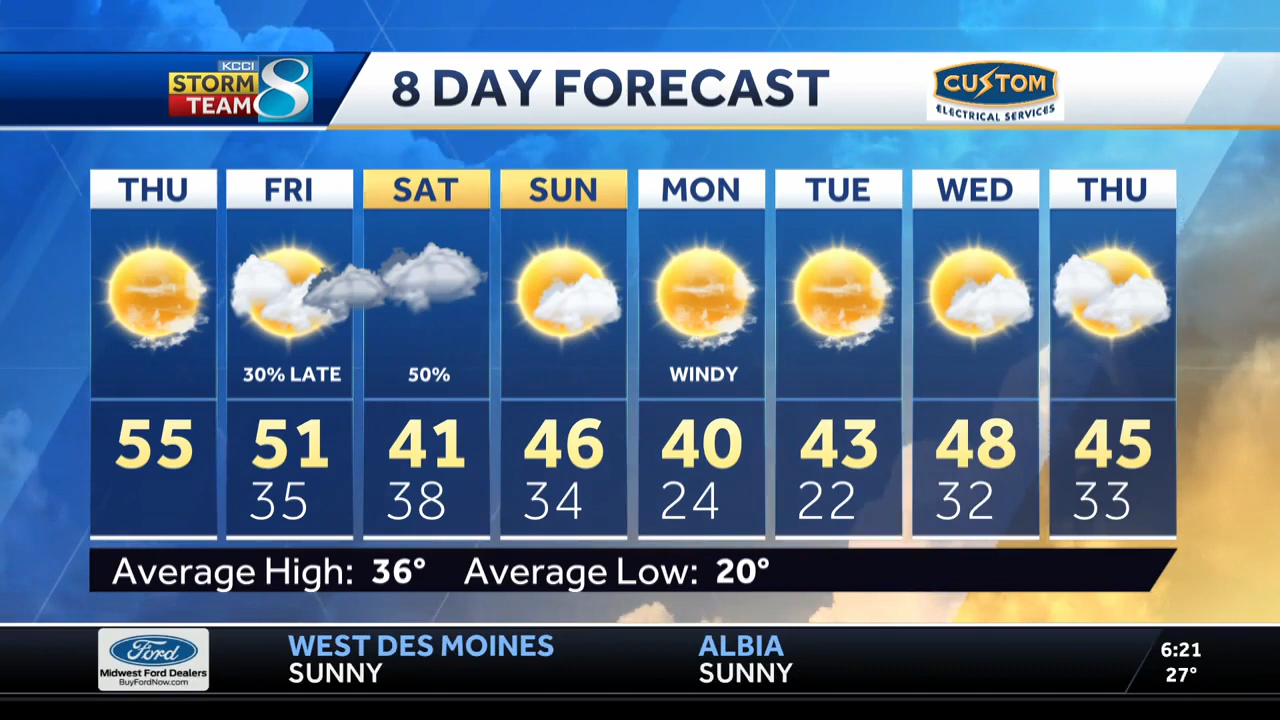 KCCI
STORM
TEAM
8
8 DAY FORECAST
CUSTOM
ELECTRICAL SERVICES
THU FRI SAT SUN MON TUE WED THU
30% LATE 50% WINDY
55 51 41 46 40 43 48 45
35 38 34 24 22 32 33
Average High: 36° Average Low: 20°
Ford
Midwest Ford Dealers
BuyFordNow.com
WEST DES MOINES ALBIA
SUNNY SUNNY
6:21
27°